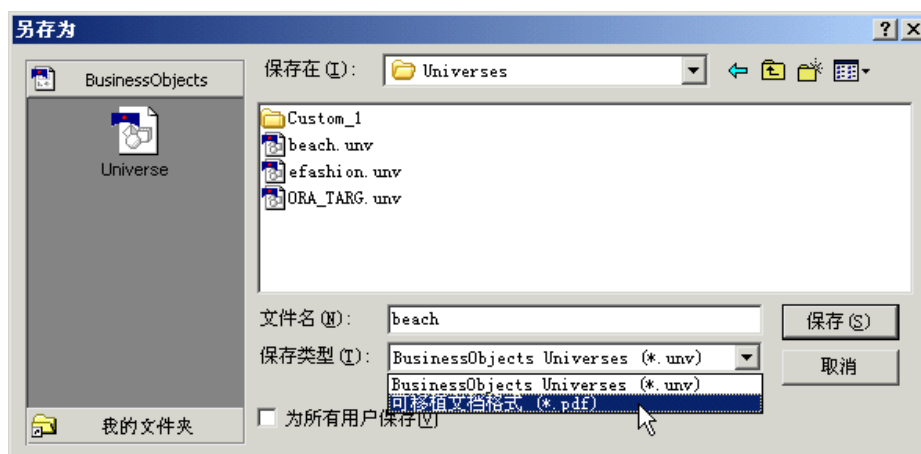 另存为
BusinessObjects
Universe
我的文件夹
保存在(I):
Universes
Custom_1
beach.unv
efashion.unv
ORA_TARG.unv
文件名(N):
beach
保存(S)
保存类型(T):
BusinessObjects Universes (*.unv)
取消
BusinessObjects Universes (*.unv)
可移植文档格式 (*.pdf)
为所有用户保存(V)